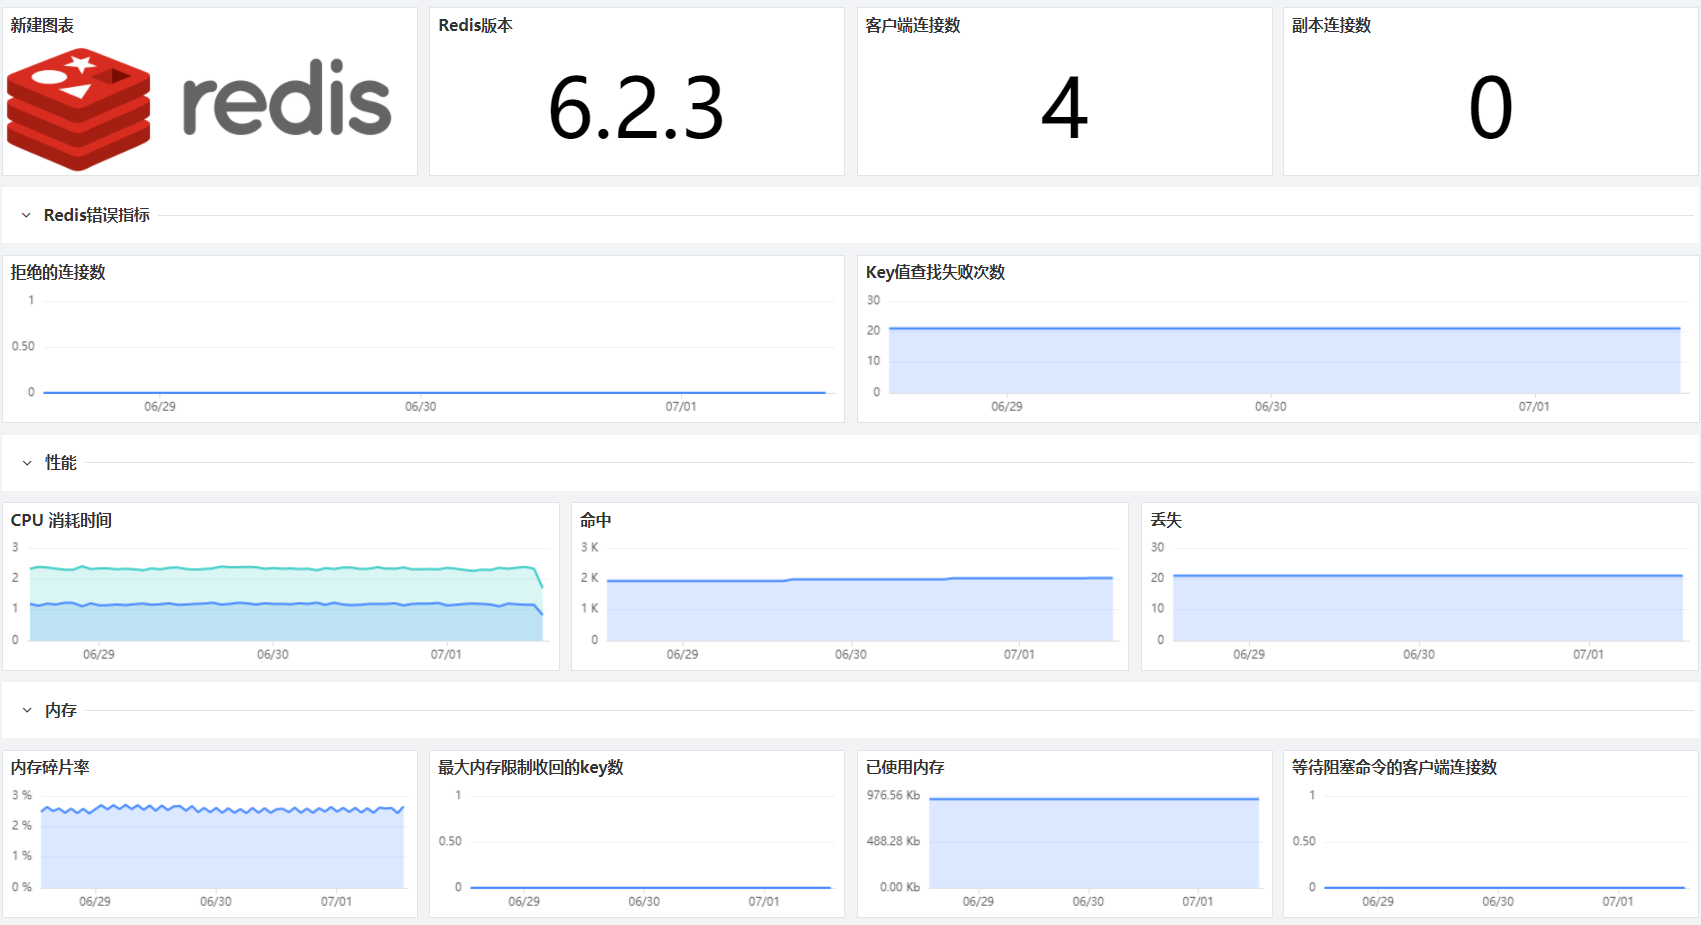 新建图表
redis
Redis版本
6.2.3
客户端连接数
4
副本连接数
0
Redis错误指标
拒绝的连接数
1
0.50
0
06/29 06/30 07/01
Key值查找失败次数
30
20
10
0
06/29 06/30 07/01
性能
CPU 消耗时间
3
2
1
0
06/29 06/30 07/01
命中
3 K
2 K
1 K
0
06/29 06/30 07/01
丢失
30
20
10
0
06/29 06/30 07/01
内存
内存碎片率
3 %
2 %
1 %
0 %
06/29 06/30 07/01
最大内存限制收回的key数
1
0.50
0
06/29 06/30 07/01
已使用内存
976.56 Kb
488.28 Kb
0.00 Kb
06/29 06/30 07/01
等待阻塞命令的客户端连接数
1
0.50
0
06/29 06/30 07/01